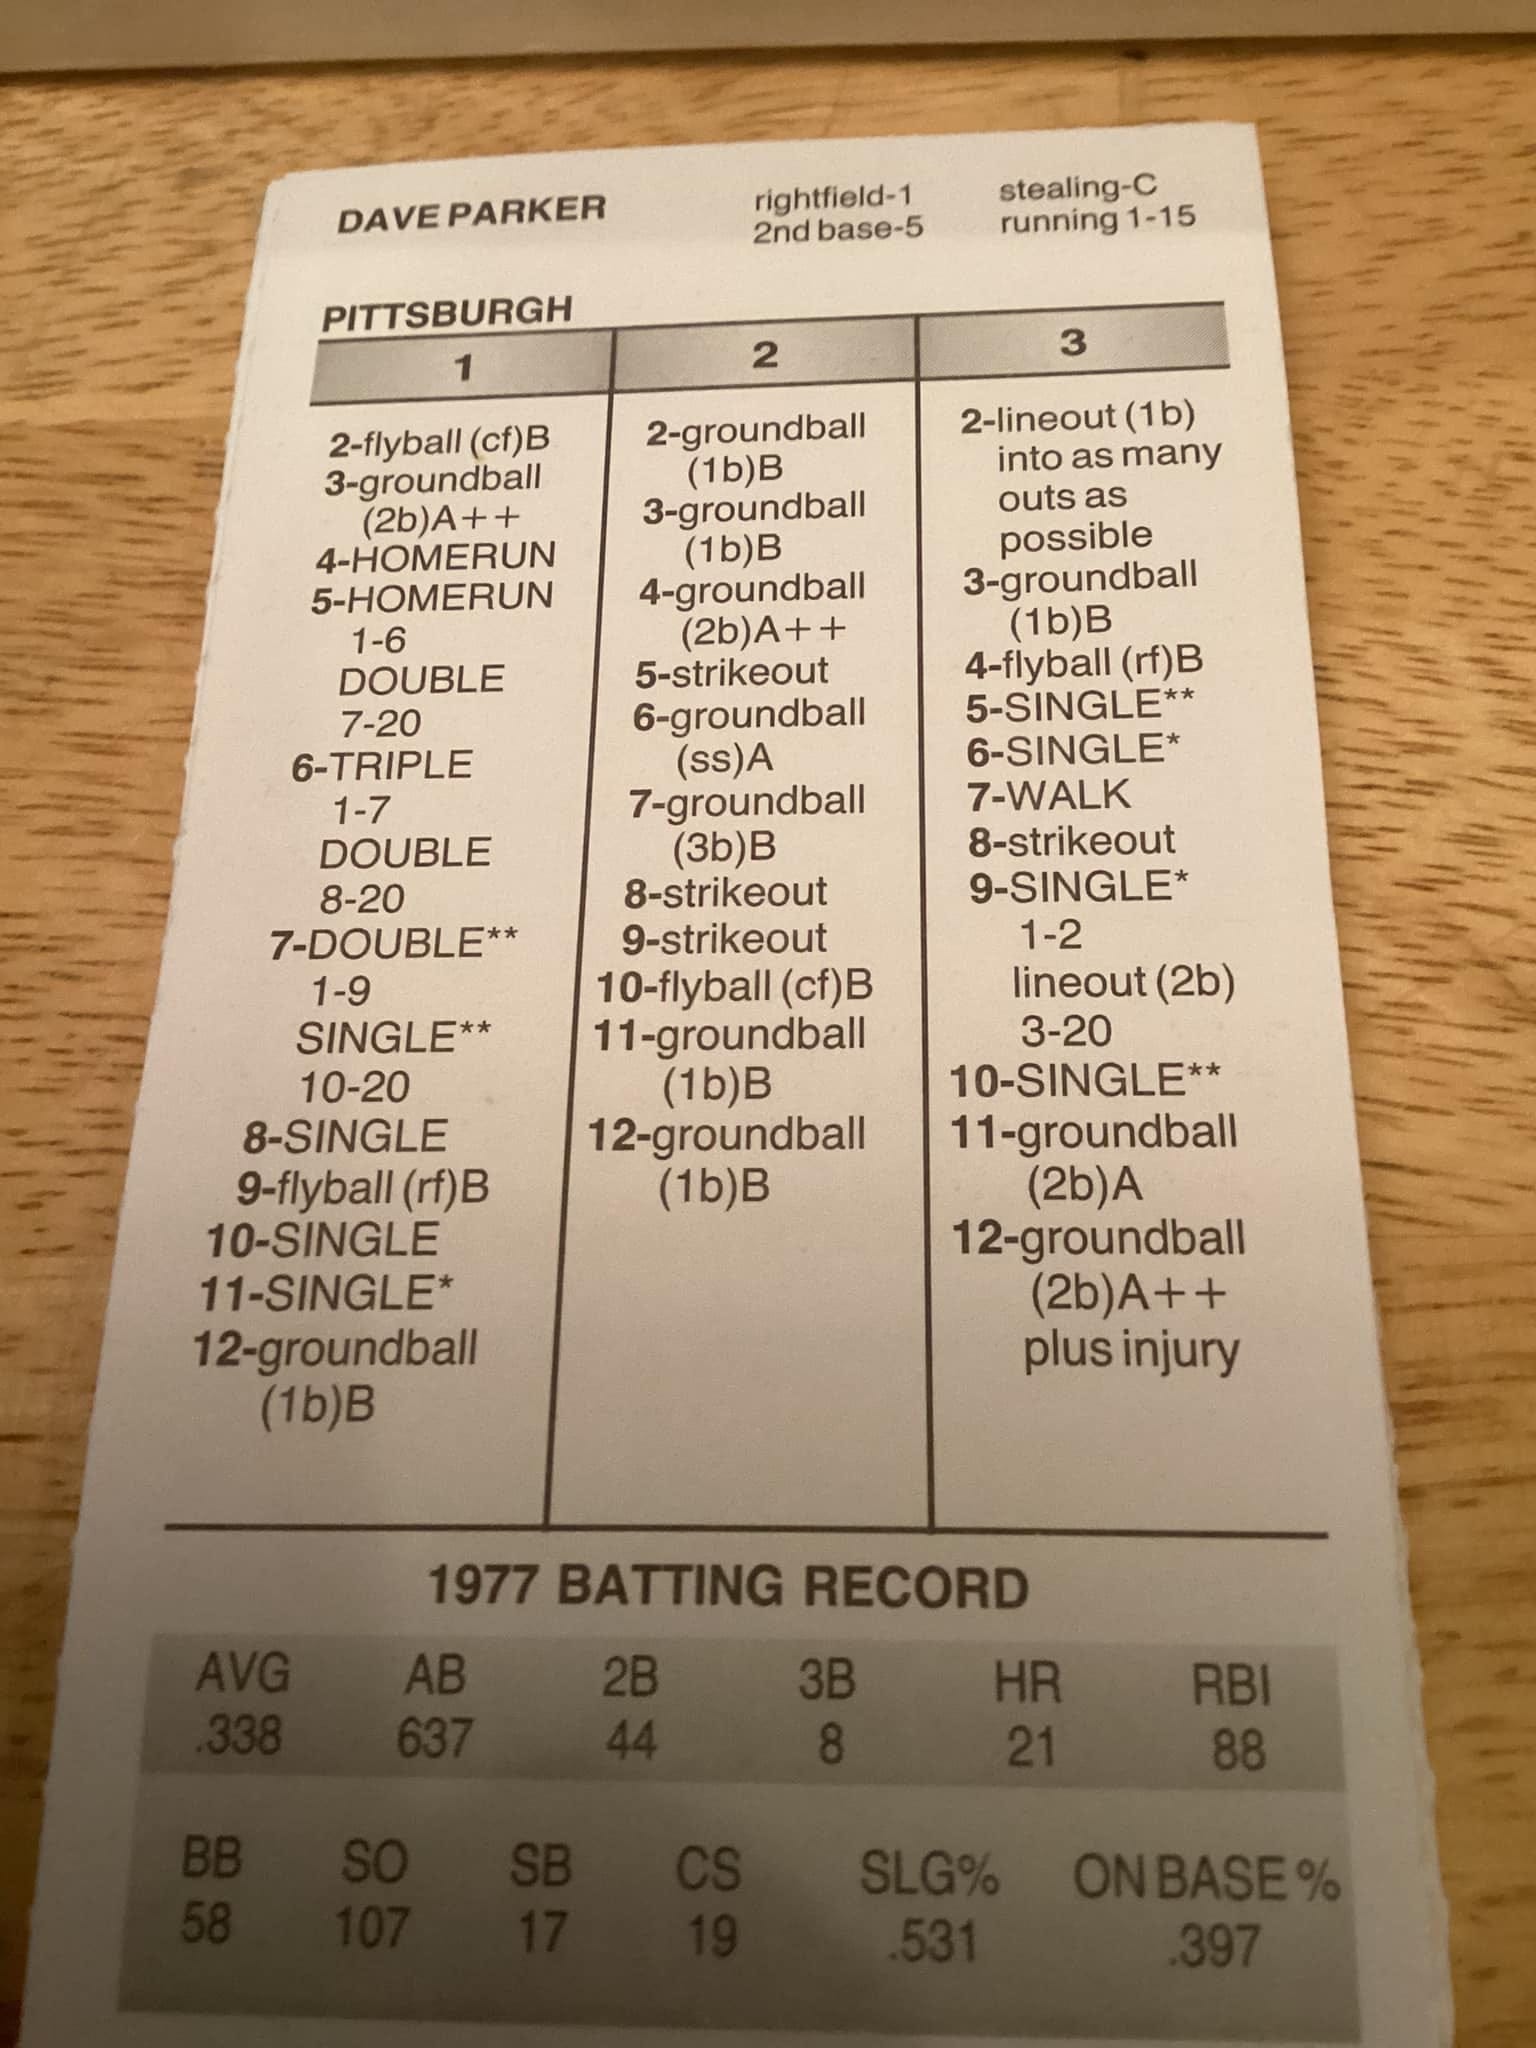 DAVE PARKER
rightfield-1
2nd base-5
stealing-C
running 1-15
PITTSBURGH
1
2-flyball (cf)B
3-groundball
(2b)A++
4-HOMERUN
5-HOMERUN
1-6
DOUBLE
7-20
6-TRIPLE
1-7
DOUBLE
8-20
7-DOUBLE**
1-9
SINGLE**
10-20
8-SINGLE
9-flyball (rf)B
10-SINGLE
11-SINGLE*
12-groundball
(1b)B
2
2-groundball
(1b)B
3-groundball
(1b)B
4-groundball
(2b)A++
5-strikeout
6-groundball
(ss)A
7-groundball
(3b)B
8-strikeout
9-strikeout
10-flyball (cf)B
11-groundball
(1b)B
12-groundball
(1b)B
3
2-lineout (1b)
into as many
outs as
possible
3-groundball
(1b)B
4-flyball (rf)B
5-SINGLE**
6-SINGLE*
7-WALK
8-strikeout
9-SINGLE*
1-2
lineout (2b)
3-20
10-SINGLE**
11-groundball
(2b)A
12-groundball
(2b)A++
plus injury
1977 BATTING RECORD
AVG AB 2B 3B HR RBI
.338 637 44 8 21 88
BB SO SB CS SLG% ON BASE %
58 107 17 19 .531 .397